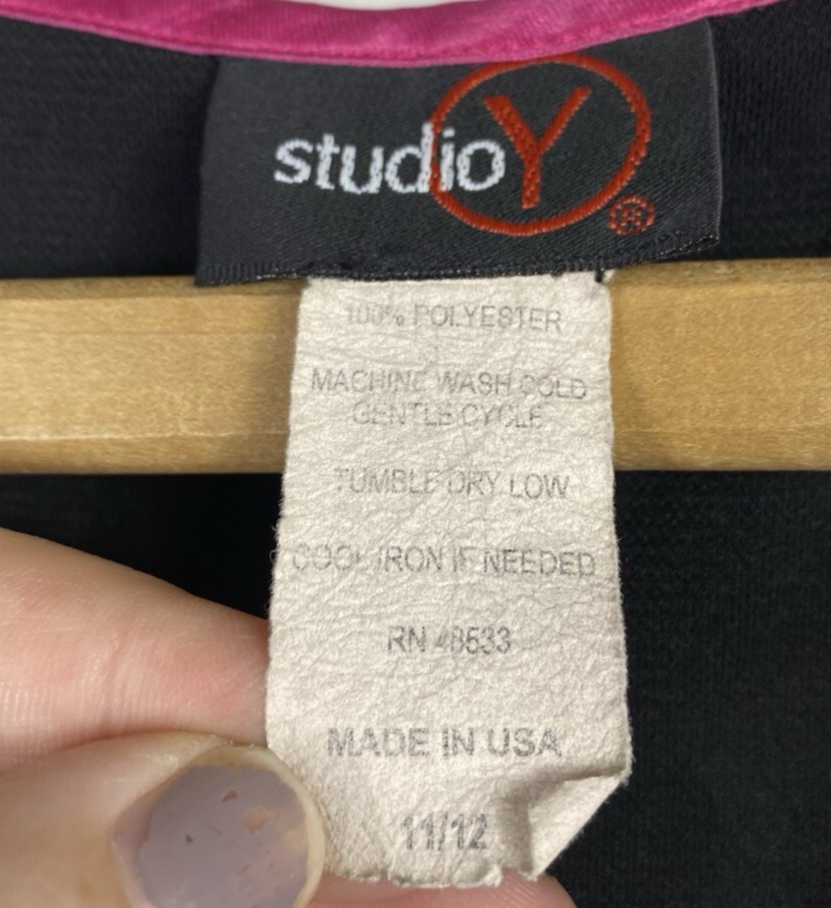 studio Y ®
100% POLYESTER
MACHINE WASH COLD
GENTLE CYCLE
TUMBLE DRY LOW
COOL IRON IF NEEDED
RN 48533
MADE IN USA
11/12